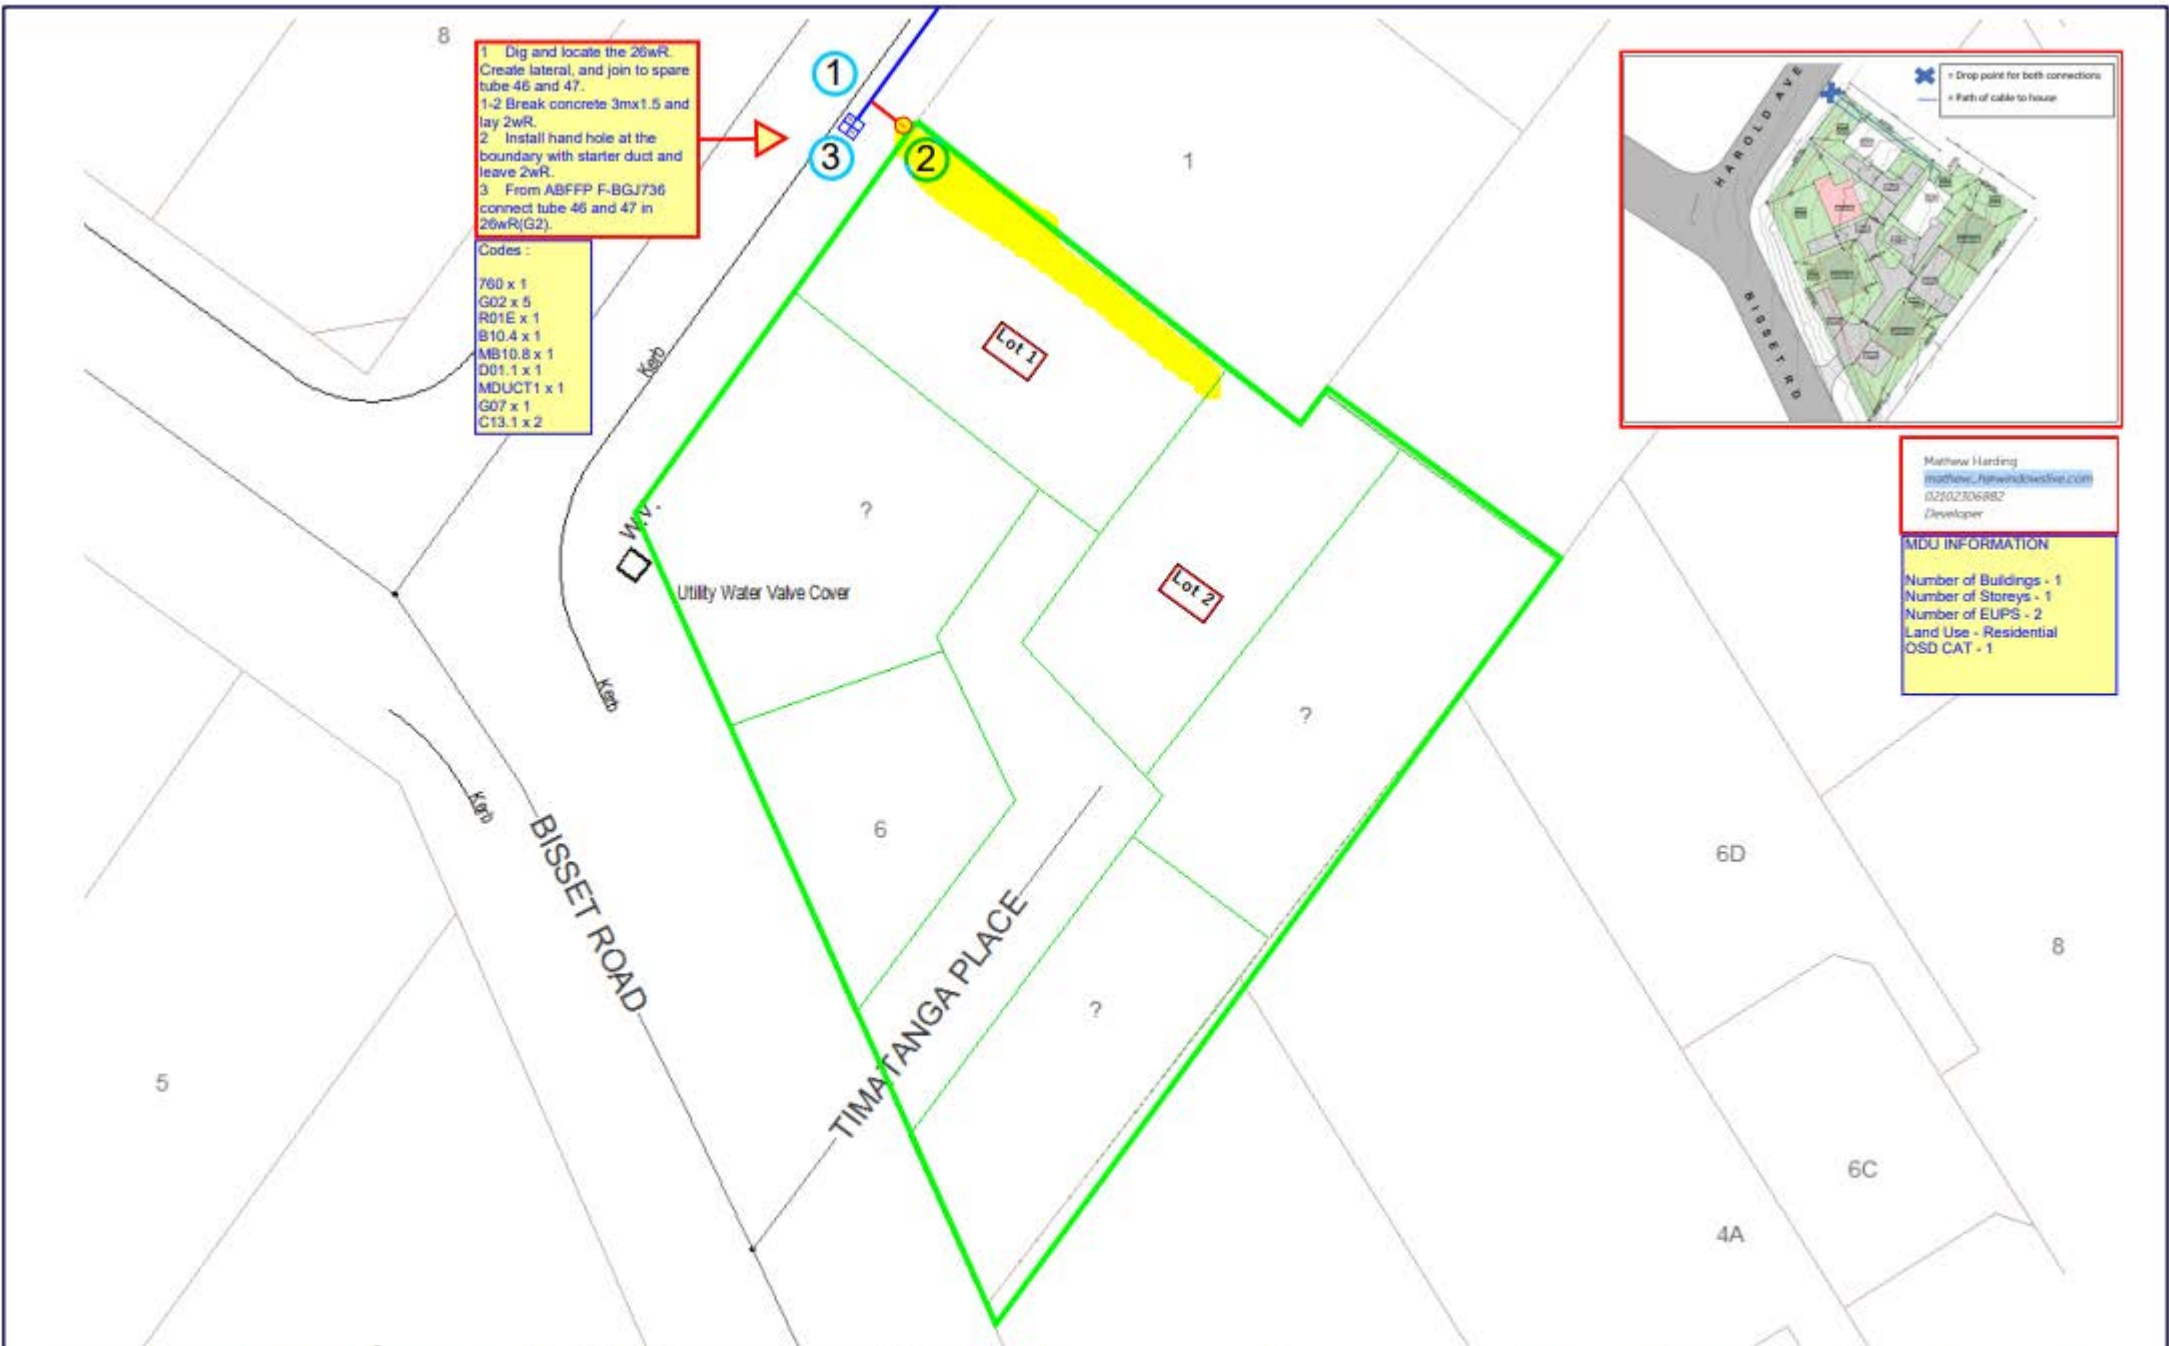 8
1 Dig and locate the 26wR.
Create lateral, and join to spare
tube 46 and 47.
1-2 Break concrete 3mx1.5 and
lay 2wR.
2 Install hand hole at the
boundary with starter duct and
leave 2wR.
3 From ABFFP F-BGJ736
connect tube 46 and 47 in
26wR(G2).
Codes :
760 x 1
G02 x 5
R01E x 1
B10.4 x 1
MB10.8 x 1
D01.1 x 1
MDUCT1 x 1
G07 x 1
C13.1 x 2
1
3
2
1
HAROLD AVE
BISSET RD
= Drop point for both connections
= Path of cable to house
Mathew Harding
mathew_h@windowslive.com
02102306882
Developer
MDU INFORMATION
Number of Buildings - 1
Number of Storeys - 1
Number of EUPS - 2
Land Use - Residential
OSD CAT - 1
Kerb
Lot 1
?
W.V.
Utility Water Valve Cover
Lot 2
Kerb
?
Kerb
6
BISSET ROAD
TIMATANGA PLACE
?
5
6D
8
6C
4A